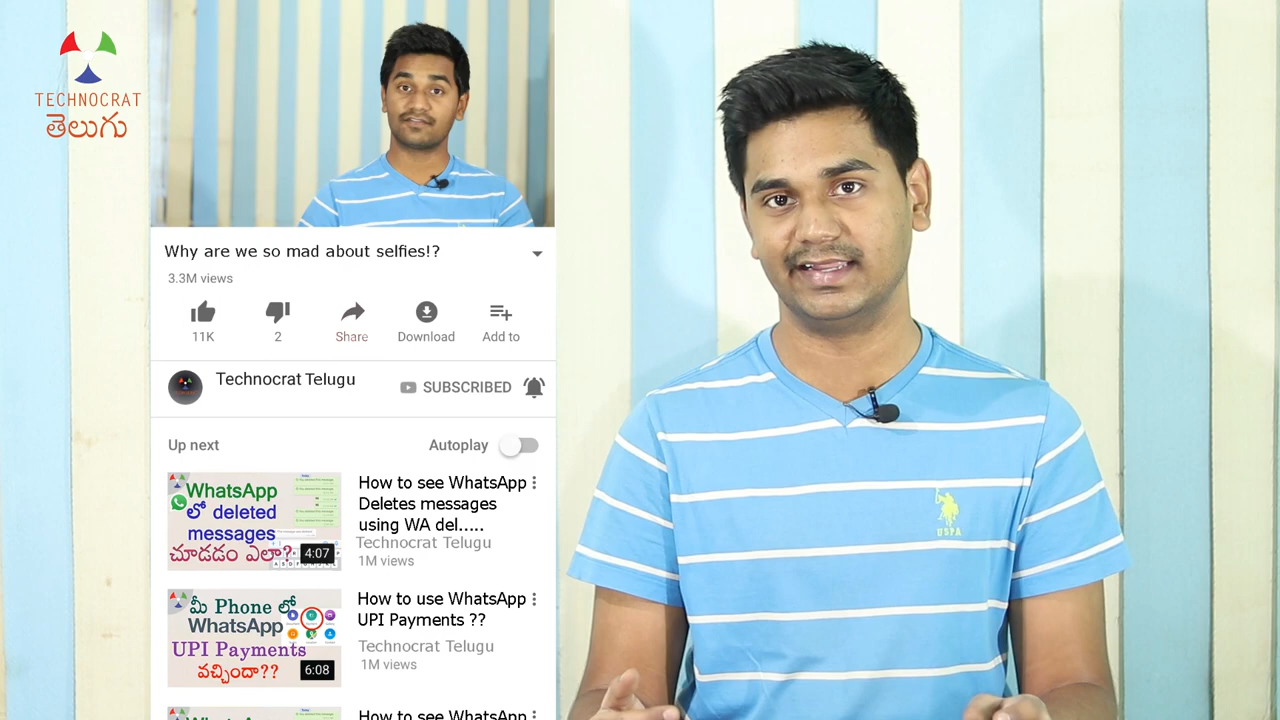 TECHNOCRAT
తెలుగు
Why are we so mad about selfies!?
3.3M views
11K
2
Share
Download
Add to
Technocrat Telugu
SUBSCRIBED
Up next
Autoplay
WhatsApp
లో deleted
messages
చూడడం ఎలా?
4:07
How to see WhatsApp
Deletes messages
using WA del.....
Technocrat Telugu
1M views
మీ Phone లో
WhatsApp
UPI Payments
వచ్చిందా??
6:08
How to use WhatsApp
UPI Payments ??
Technocrat Telugu
1M views
How to see WhatsApp
USPA